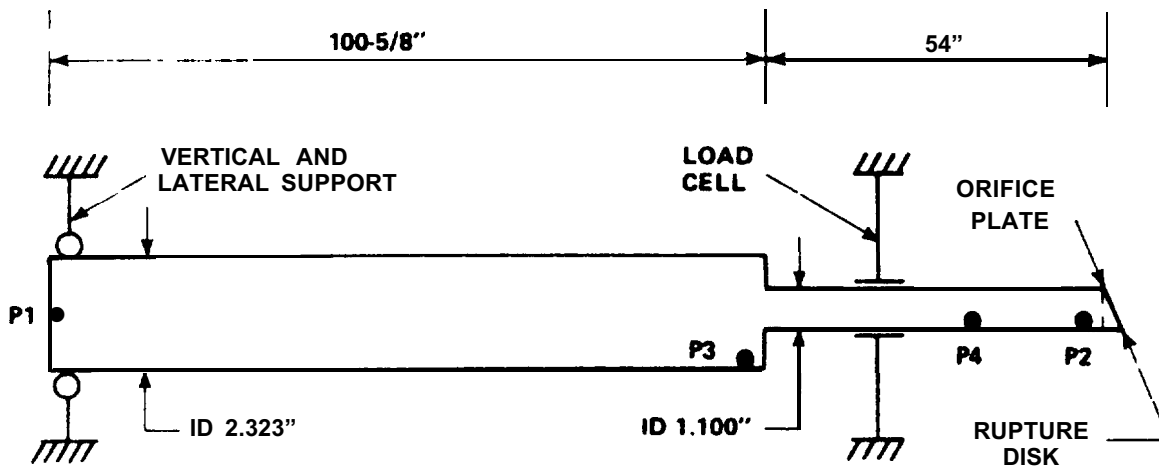 100-5/8"
54"
VERTICAL AND
LATERAL SUPPORT
LOAD
CELL
ORIFICE
PLATE
P1
P3
P4
P2
ID 2.323"
ID 1.100"
RUPTURE
DISK